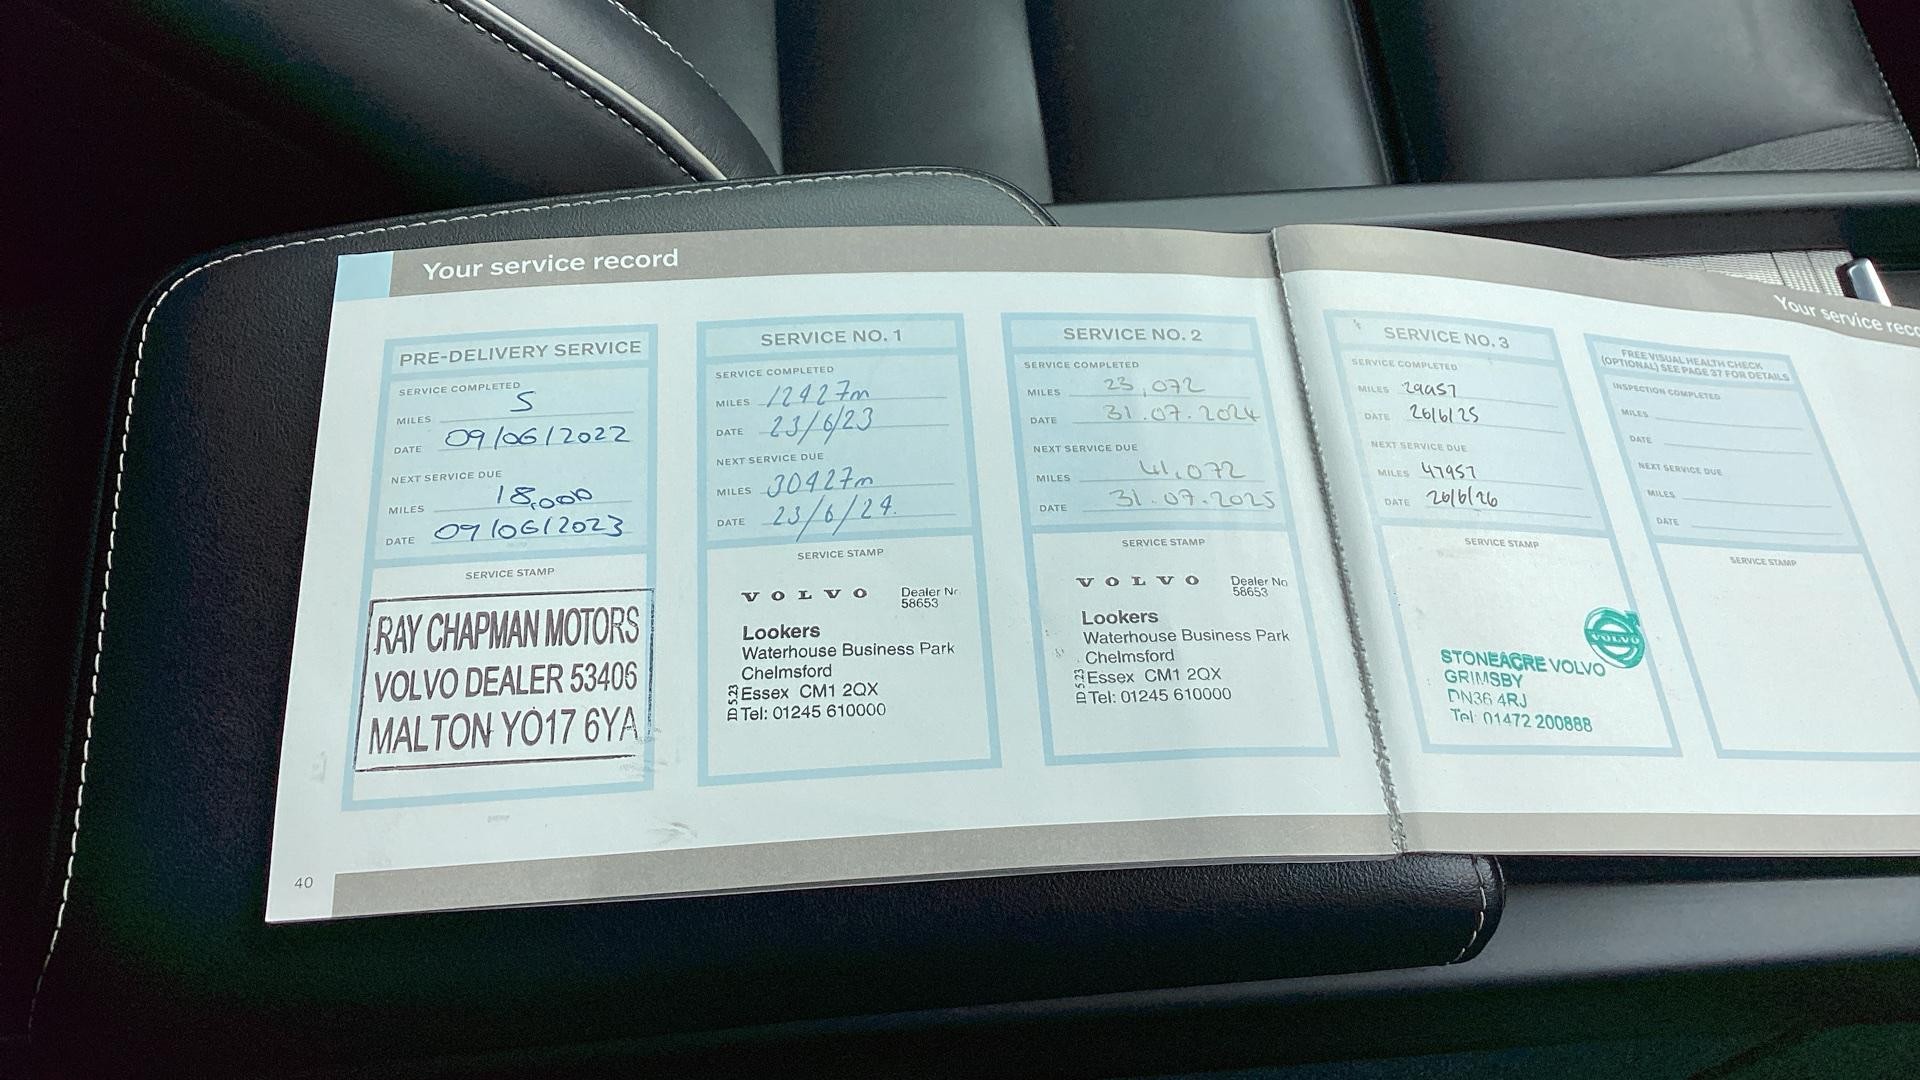 Your service record
PRE-DELIVERY SERVICE
SERVICE COMPLETED
MILES 5
DATE 09/06/2022
NEXT SERVICE DUE
MILES 18,000
DATE 09/06/2023
SERVICE STAMP
RAY CHAPMAN MOTORS
VOLVO DEALER 53406
MALTON YO17 6YA
40
SERVICE NO. 1
SERVICE COMPLETED
MILES 12427m
DATE 23/6/23
NEXT SERVICE DUE
MILES 30427m
DATE 23/6/24.
SERVICE STAMP
VOLVO Dealer Nr
58653
Lookers
Waterhouse Business Park
Chelmsford
Essex CM1 2QX
Tel: 01245 610000
SERVICE NO. 2
SERVICE COMPLETED
MILES 23,072
DATE 31.07.2024
NEXT SERVICE DUE
MILES 41,072
DATE 31.07.2025
SERVICE STAMP
VOLVO Dealer No
58653
Lookers
Waterhouse Business Park
Chelmsford
Essex CM1 2QX
Tel: 01245 610000
Your service reco
SERVICE NO. 3
SERVICE COMPLETED
MILES 29957
DATE 26/6/25
NEXT SERVICE DUE
MILES 47957
DATE 26/6/26
SERVICE STAMP
VOLVO
STONEACRE VOLVO
GRIMSBY
DN36 4RJ
Tel: 01472 200888
FREE VISUAL HEALTH CHECK
(OPTIONAL) SEE PAGE 37 FOR DETAILS
INSPECTION COMPLETED
MILES
DATE
NEXT SERVICE DUE
MILES
DATE
SERVICE STAMP